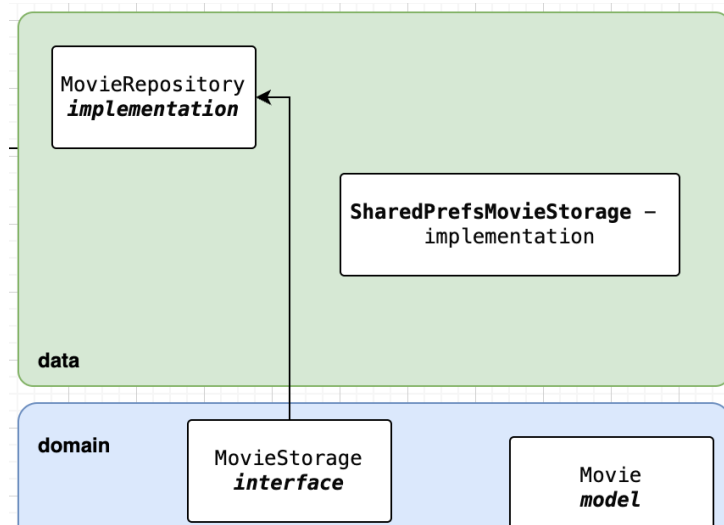 MovieRepository
implementation
SharedPrefsMovieStorage –
implementation
data
domain
MovieStorage
interface
Movie
model